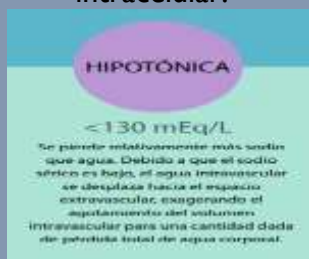 intracelular.
HIPOTÓNICA
<130 mEq/L
Se pierde relativamente más sodio
que agua. Debido a que el sodio
sérico es bajo, el agua intravascular
se desplaza hacia el espacio
extravascular, exagerando el
agotamiento del volumen
intravascular para una cantidad dada
de pérdida total de agua corporal.